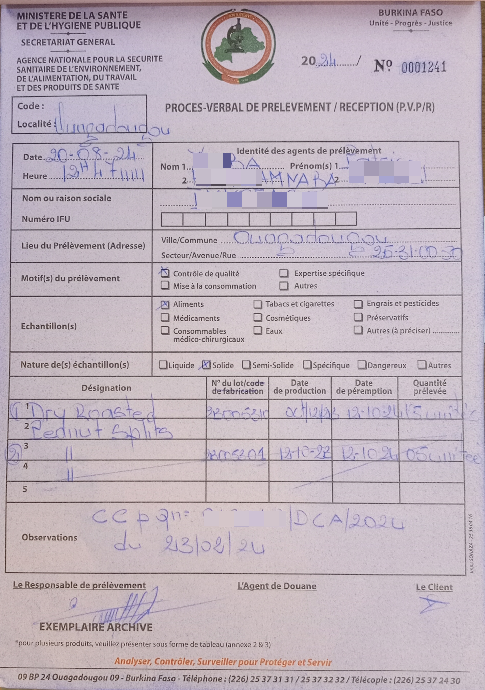 MINISTERE DE LA SANTE
ET DE L'HYGIENE PUBLIQUE
SECRETARIAT GENERAL
AGENCE NATIONALE POUR LA SECURITE
SANITAIRE DE L'ENVIRONNEMENT,
DE L'ALIMENTATION, DU TRAVAIL
ET DES PRODUITS DE SANTE
BURKINA FASO
Unité - Progrès - Justice
2024 / N° 0001241
Code :
Localité : Ouagadougou
PROCES-VERBAL DE PRELEVEMENT / RECEPTION (P.V.P/R)
Date 20-08-24
Heure
Identité des agents de prélèvement
Nom 1 Prénom(s) 1
2
Nom ou raison sociale
Numéro IFU
Lieu du Prélèvement (Adresse)
Ville/Commune Ouagadougou
Secteur/Avenue/Rue
Motif(s) du prélèvement
Contrôle de qualité Expertise spécifique
Mise à la consommation Autres
Echantillon(s)
Aliments Tabacs et cigarettes Engrais et pesticides
Médicaments Cosmétiques Préservatifs
Consommables médico-chirurgicaux Eaux Autres (à préciser)
Nature de(s) échantillon(s) Liquide Solide Semi-Solide Spécifique Dangereux Autres
Désignation N° du lot/code de fabrication Date de production Date de péremption Quantité prélevée
1 Dry Roasted 12-10-24
2 Peanut Splits
3 12-10-24
4
5
Observations
DCA/2024
du 23/02/24
Le Responsable de prélèvement L'Agent de Douane Le Client
EXEMPLAIRE ARCHIVE
*pour plusieurs produits, veuillez présenter sous forme de tableau (annexe 2 & 3)
Analyser, Contrôler, Surveiller pour Protéger et Servir
09 BP 24 Ouagadougou 09 - Burkina Faso - Téléphone : (226) 25 37 31 31 / 25 37 32 32 / Télécopie : (226) 25 37 24 30